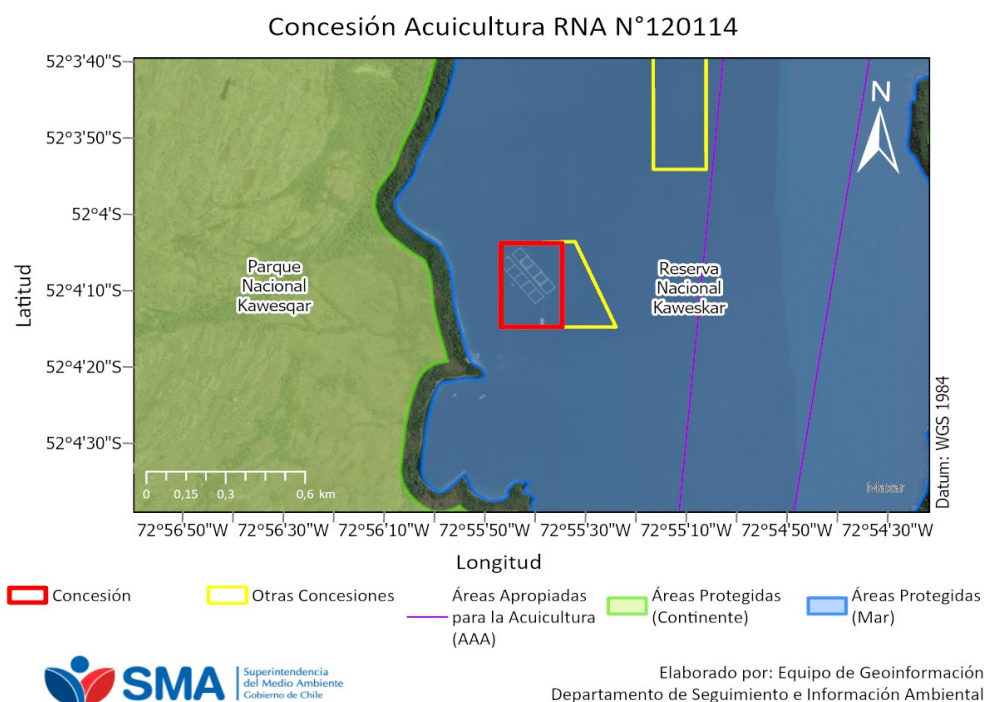 Concesión Acuicultura RNA N°120114
52°3'40"S
52°3'50"S
52°4'S
52°4'10"S
52°4'20"S
52°4'30"S
Latitud
N
Parque
Nacional
Kawesqar
Reserva
Nacional
Kaweskar
0 0,15 0,3 0,6 km
Maxar
Datum: WGS 1984
72°56'50"W 72°56'30"W 72°56'10"W 72°55'50"W 72°55'30"W 72°55'10"W 72°54'50"W 72°54'30"W
Longitud
Concesión
Otras Concesiones
Áreas Apropiadas
para la Acuicultura
(AAA)
Áreas Protegidas
(Continente)
Áreas Protegidas
(Mar)
SMA
Superintendencia
del Medio Ambiente
Gobierno de Chile
Elaborado por: Equipo de Geoinformación
Departamento de Seguimiento e Información Ambiental